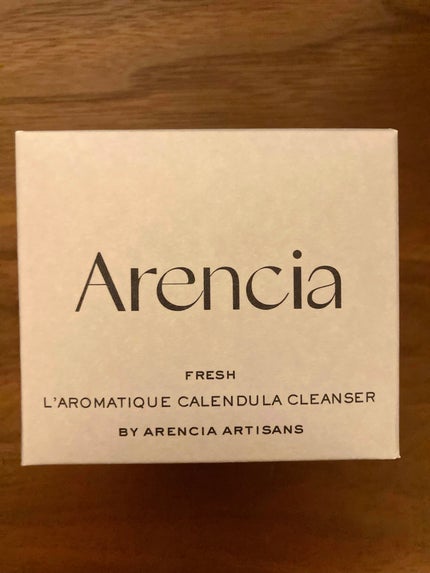 Arencia
FRESH
L'AROMATIQUE CALENDULA CLEANSER
BY ARENCIA ARTISANS